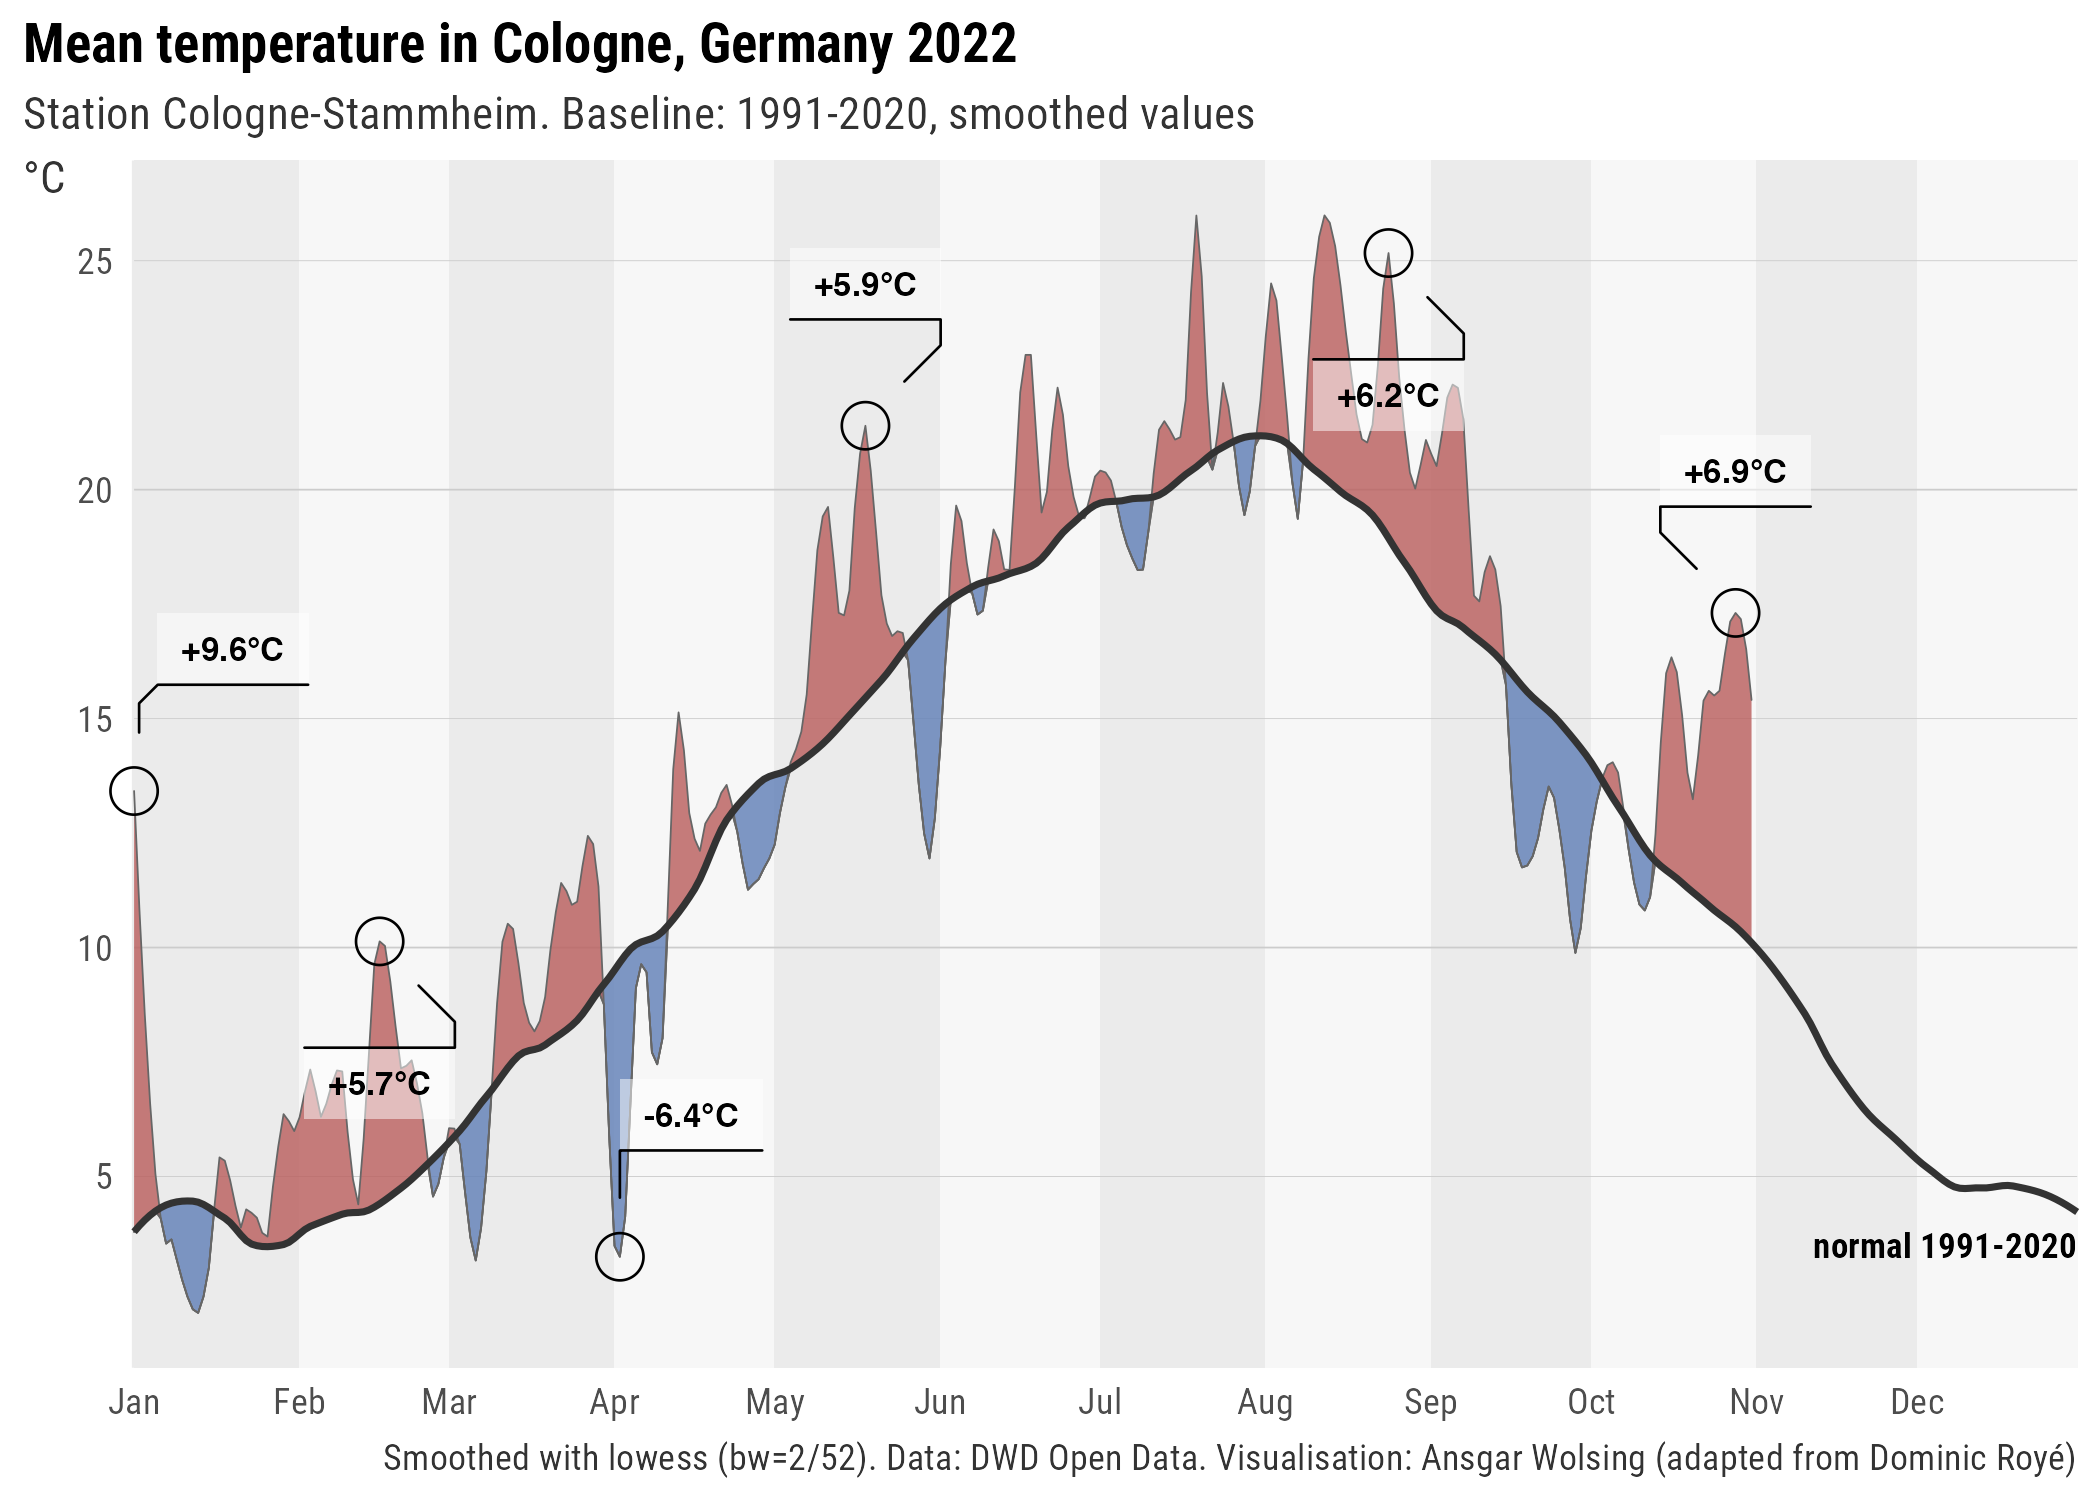 Mean temperature in Cologne, Germany 2022
Station Cologne-Stammheim. Baseline: 1991-2020, smoothed values
°C
25
+5.9°C
+6.2°C
20
+6.9°C
+9.6°C
15
10
+5.7°C
-6.4°C
5
normal 1991-2020
Jan Feb Mar Apr May Jun Jul Aug Sep Oct Nov Dec
Smoothed with lowess (bw=2/52). Data: DWD Open Data. Visualisation: Ansgar Wolsing (adapted from Dominic Royé)